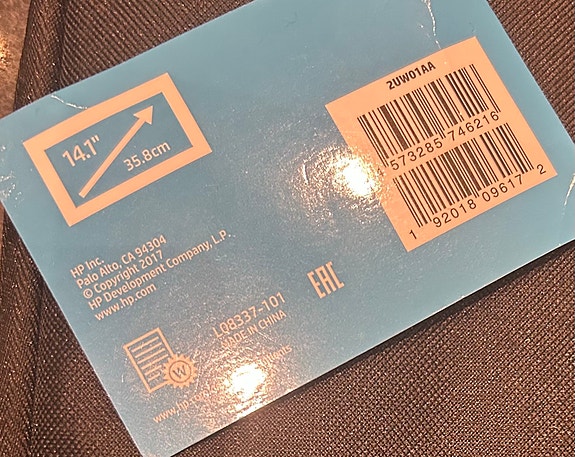 14.1"
35.8cm
2UW01AA
573285 746216
1 92018 09617 2
HP Inc.
Palo Alto, CA 94304
© Copyright 2017
HP Development Company, L.P.
www.hp.com
EAC
L08337-101
MADE IN CHINA
W